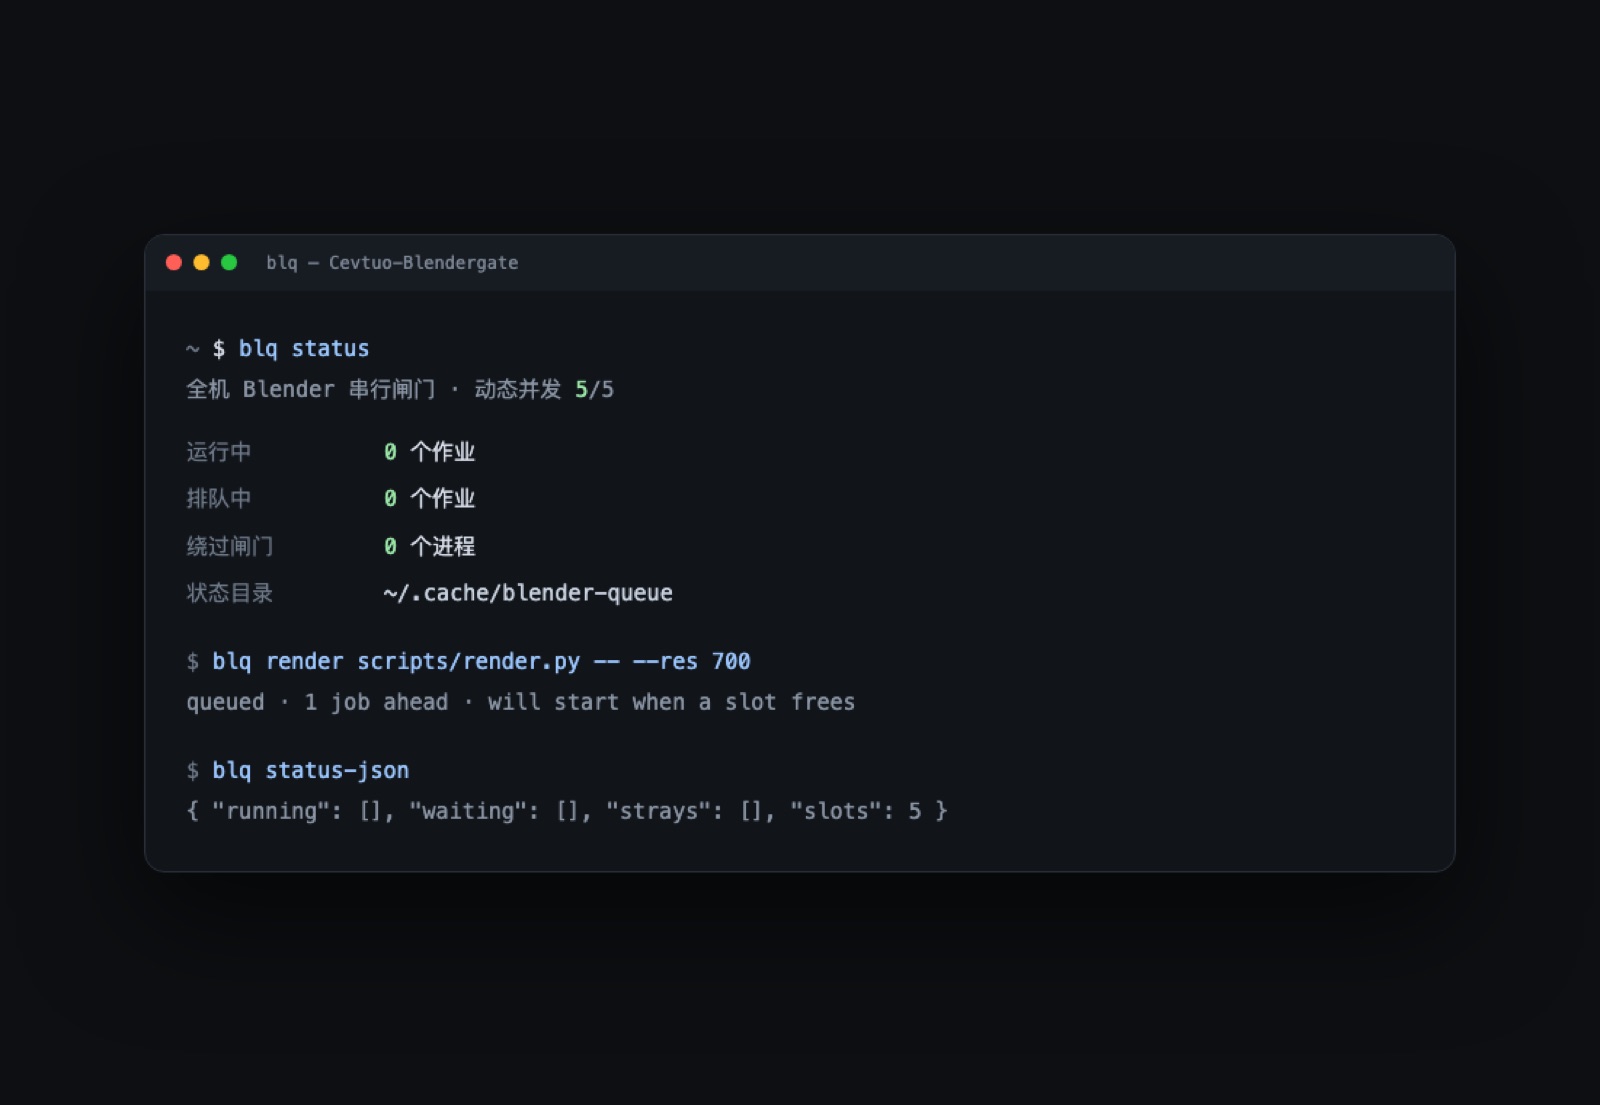 blq — Cevtuo-Blendergate
~ $ blq status
全机 Blender 串行闸门 · 动态并发 5/5
运行中 0 个作业
排队中 0 个作业
绕过闸门 0 个进程
状态目录 ~/.cache/blender-queue
$ blq render scripts/render.py -- --res 700
queued · 1 job ahead · will start when a slot frees
$ blq status-json
{ "running": [], "waiting": [], "strays": [], "slots": 5 }